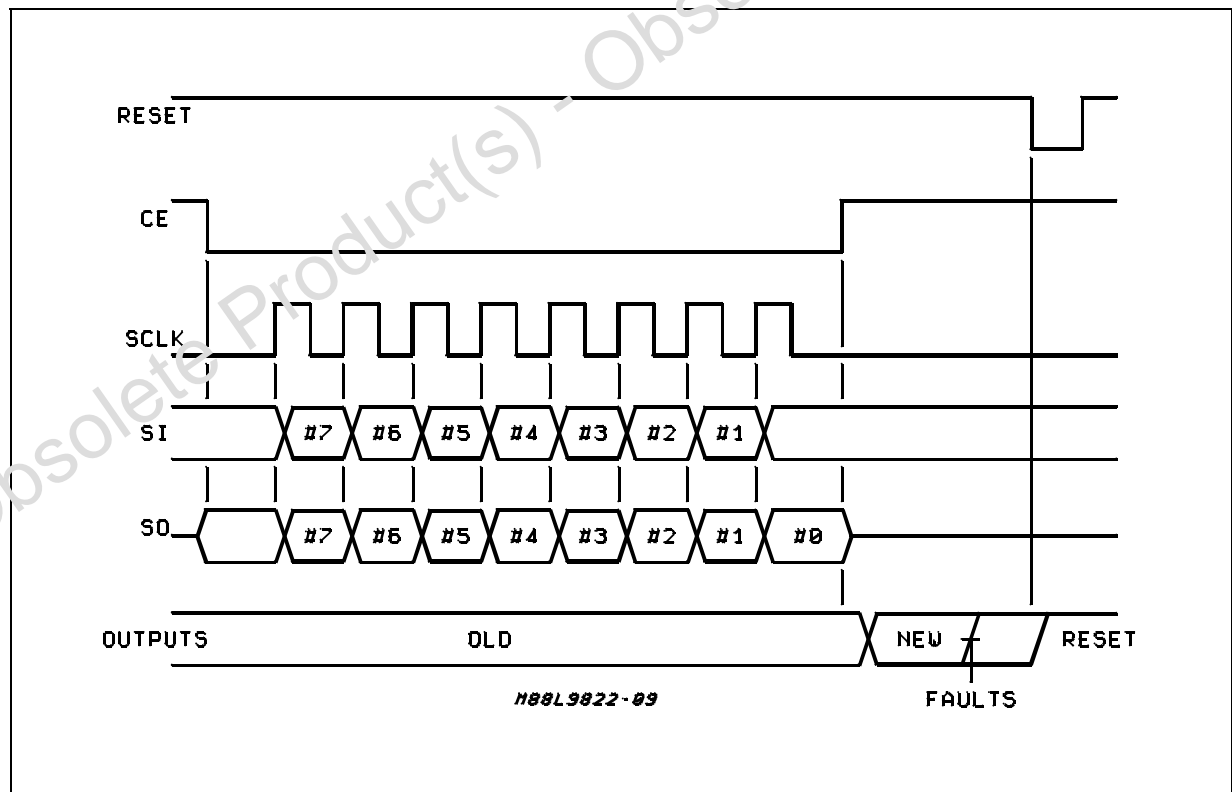 Obsolete Product(s) - Obso
RESET
CE
SCLK
SI #7 #6 #5 #4 #3 #2 #1
SO #7 #6 #5 #4 #3 #2 #1 #0
OUTPUTS OLD NEW RESET
FAULTS
M88L9822-09